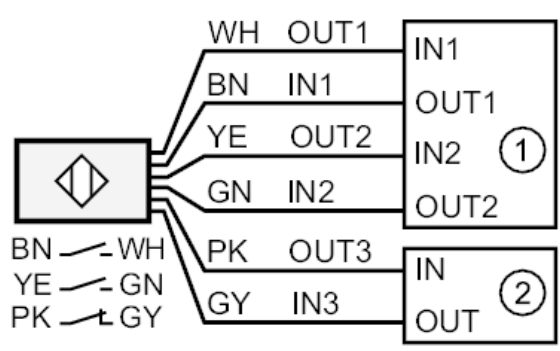 WH OUT1 IN1
BN IN1 OUT1
YE OUT2 IN2 1
GN IN2 OUT2
BN WH PK OUT3 IN
YE GN 2
PK GY GY IN3 OUT